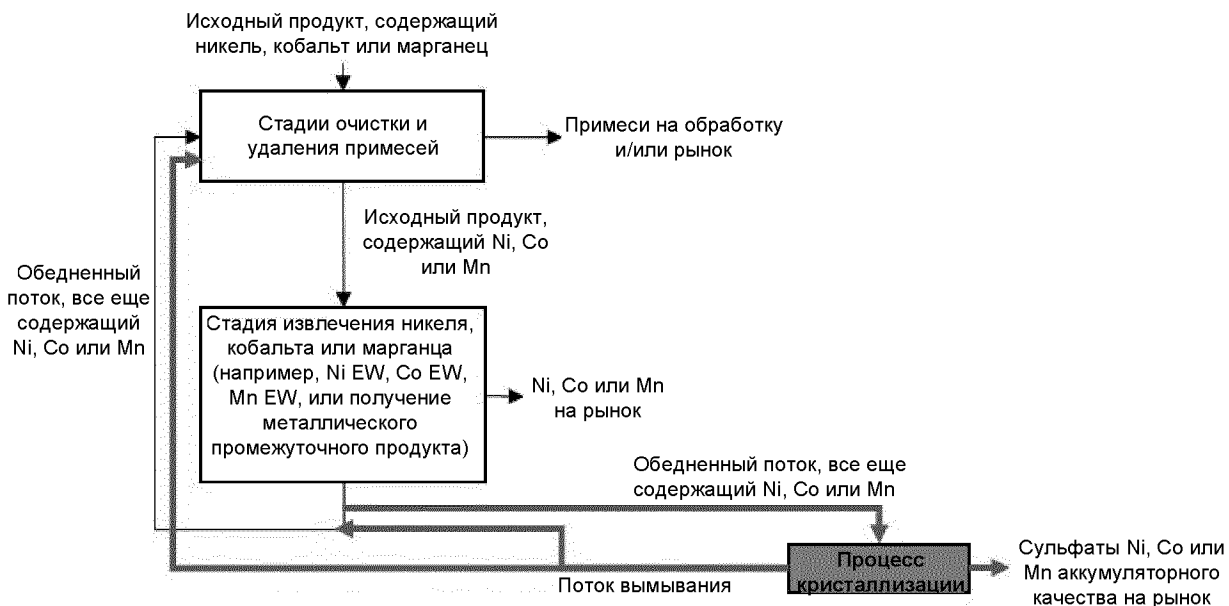 Исходный продукт, содержащий
никель, кобальт или марганец
Стадии очистки и
удаления примесей
Примеси на обработку
и/или рынок
Исходный продукт,
содержащий Ni, Co
или Mn
Обедненный
поток, все еще
содержащий
Ni, Co или Mn
Стадия извлечения никеля,
кобальта или марганца
(например, Ni EW, Co EW,
Mn EW, или получение
металлического
промежуточного продукта)
Ni, Co или Mn
на рынок
Обедненный поток, все еще
содержащий Ni, Co или Mn
Процесс
кристаллизации
Поток вымывания
Сульфаты Ni, Co или
Mn аккумуляторного
качества на рынок